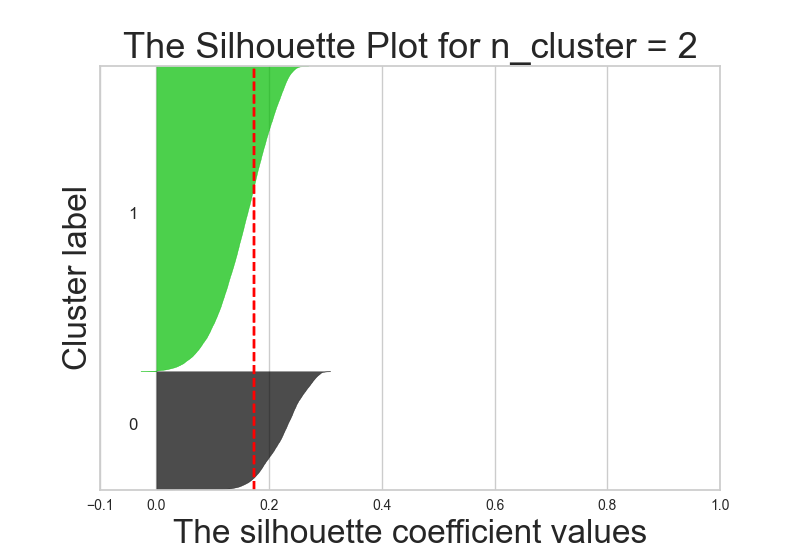 The Silhouette Plot for n_cluster = 2
Cluster label
1
0
−0.1 0.0 0.2 0.4 0.6 0.8 1.0
The silhouette coefficient values